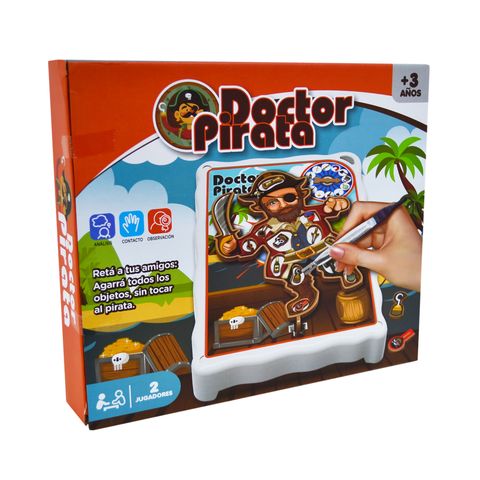 Doctor
Pirata
+3
AÑOS
Doctor
Pirata
Doctor
Pirata
ANÁLISIS
CONTACTO
OBSERVACIÓN
Retá a tus amigos:
Agarrá todos los
objetos, sin tocar
al pirata.
2
JUGADORES